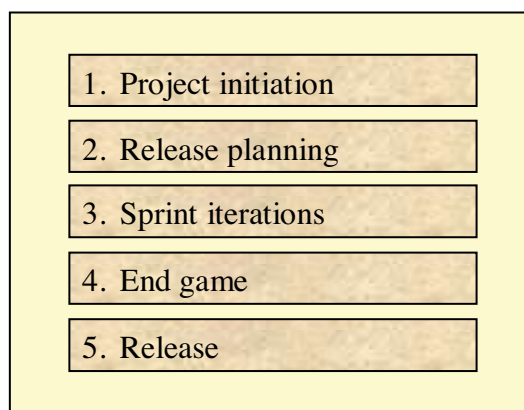 1. Project initiation
2. Release planning
3. Sprint iterations
4. End game
5. Release